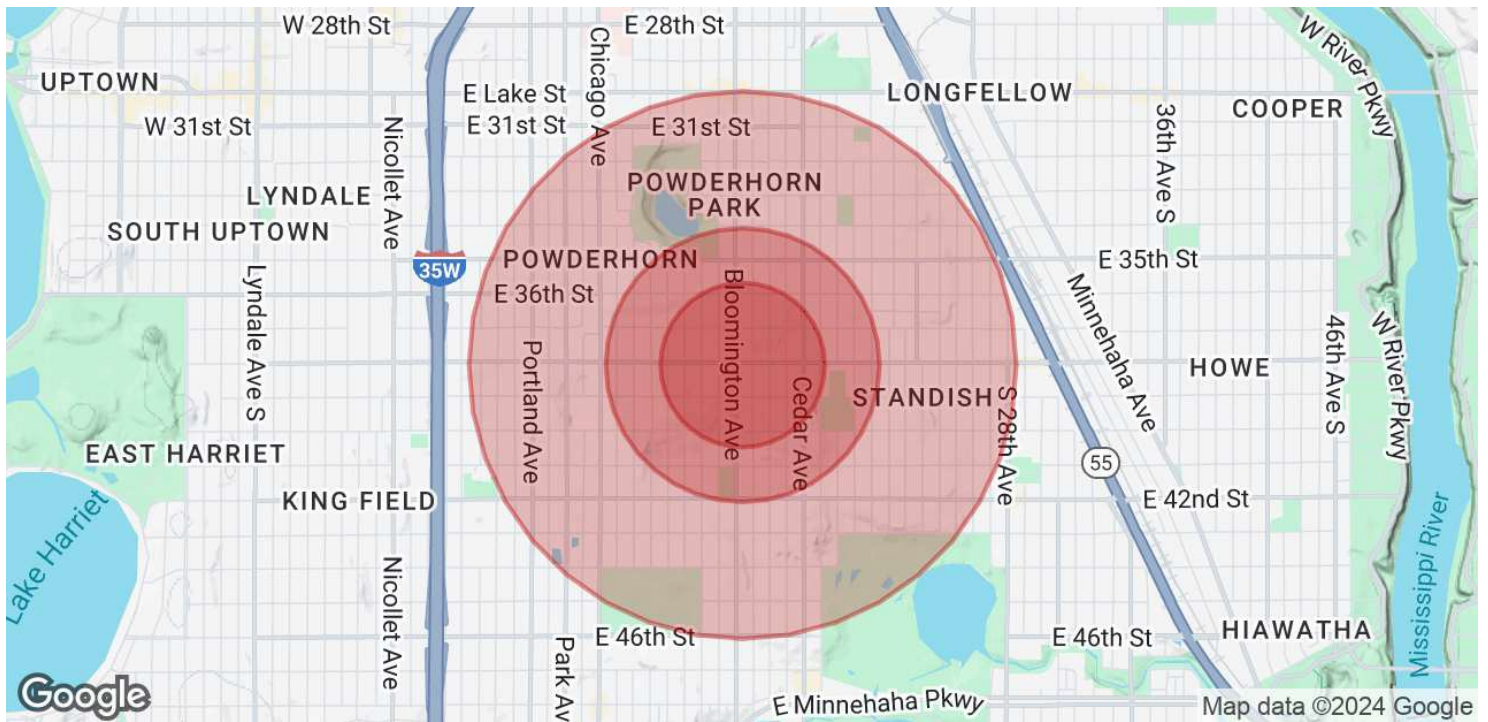 W 28th St
E 28th St
Chicago Ave
W River Pkwy
UPTOWN
E Lake St
LONGFELLOW
COOPER
W 31st St
E 31st St
E 31st St
36th Ave S
Nicollet Ave
POWDERHORN
PARK
LYNDALE
SOUTH UPTOWN
POWDERHORN
E 35th St
35W
Bloomington Ave
Minnehaha Ave
Lyndale Ave S
E 36th St
46th Ave S
W River Pkwy
Portland Ave
HOWE
Cedar Ave
STANDISH
S 28th Ave
EAST HARRIET
55
KING FIELD
E 42nd St
Lake Harriet
Mississippi River
Nicollet Ave
E 46th St
E 46th St
HIAWATHA
Park Av
Google
E Minnehaha Pkwy
Map data ©2024 Google